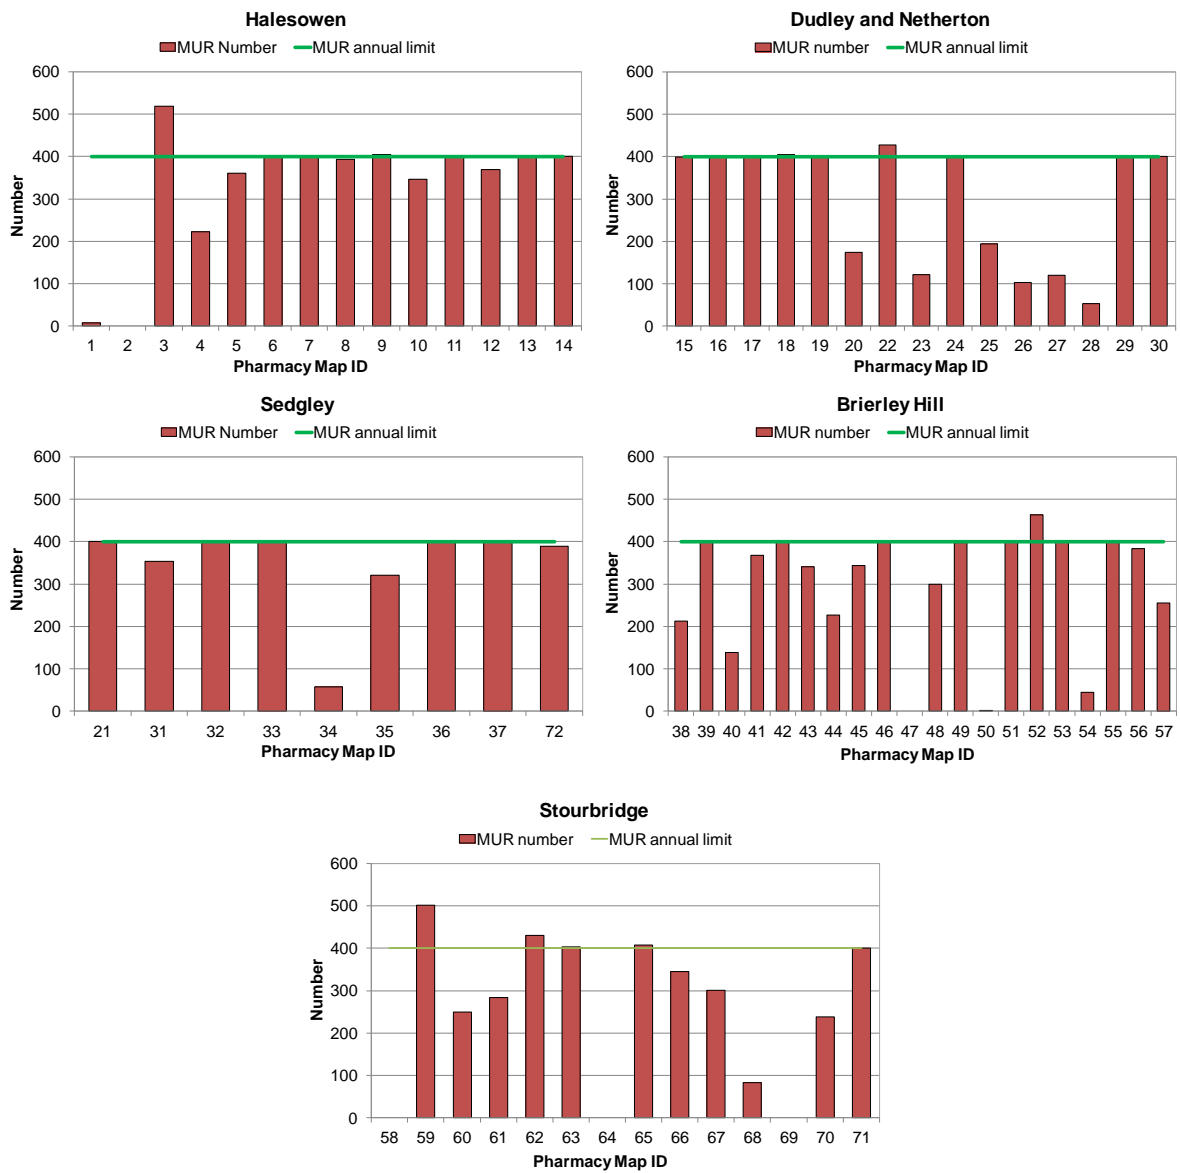 Halesowen
MUR Number MUR annual limit
600
500
400
300
200
100
0
Number
1 2 3 4 5 6 7 8 9 10 11 12 13 14
Pharmacy Map ID
Dudley and Netherton
MUR number MUR annual limit
600
500
400
300
200
100
0
Number
15 16 17 18 19 20 22 23 24 25 26 27 28 29 30
Pharmacy Map ID
Sedgley
MUR Number MUR annual limit
600
500
400
300
200
100
0
Number
21 31 32 33 34 35 36 37 72
Pharmacy Map ID
Brierley Hill
MUR number MUR annual limit
600
500
400
300
200
100
0
Number
38 39 40 41 42 43 44 45 46 47 48 49 50 51 52 53 54 55 56 57
Pharmacy Map ID
Stourbridge
MUR number MUR annual limit
600
500
400
300
200
100
0
Number
58 59 60 61 62 63 64 65 66 67 68 69 70 71
Pharmacy Map ID